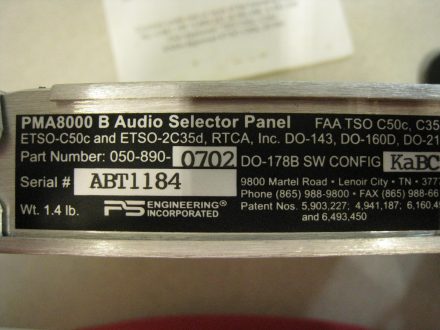 PMA8000 B Audio Selector Panel FAA TSO C50c, C35
ETSO-C50c and ETSO-2C35d, RTCA, Inc. DO-143, DO-160D, DO-21
Part Number: 050-890-0702 DO-178B SW CONFIG KaBC
Serial # ABT1184
9800 Martel Road • Lenoir City • TN • 377
Phone (865) 988-9800 • FAX (865) 988-66
Wt. 1.4 lb.
PS ENGINEERING INCORPORATED®
Patent Nos. 5,903,227; 4,941,187; 6,160,45
and 6,493,450